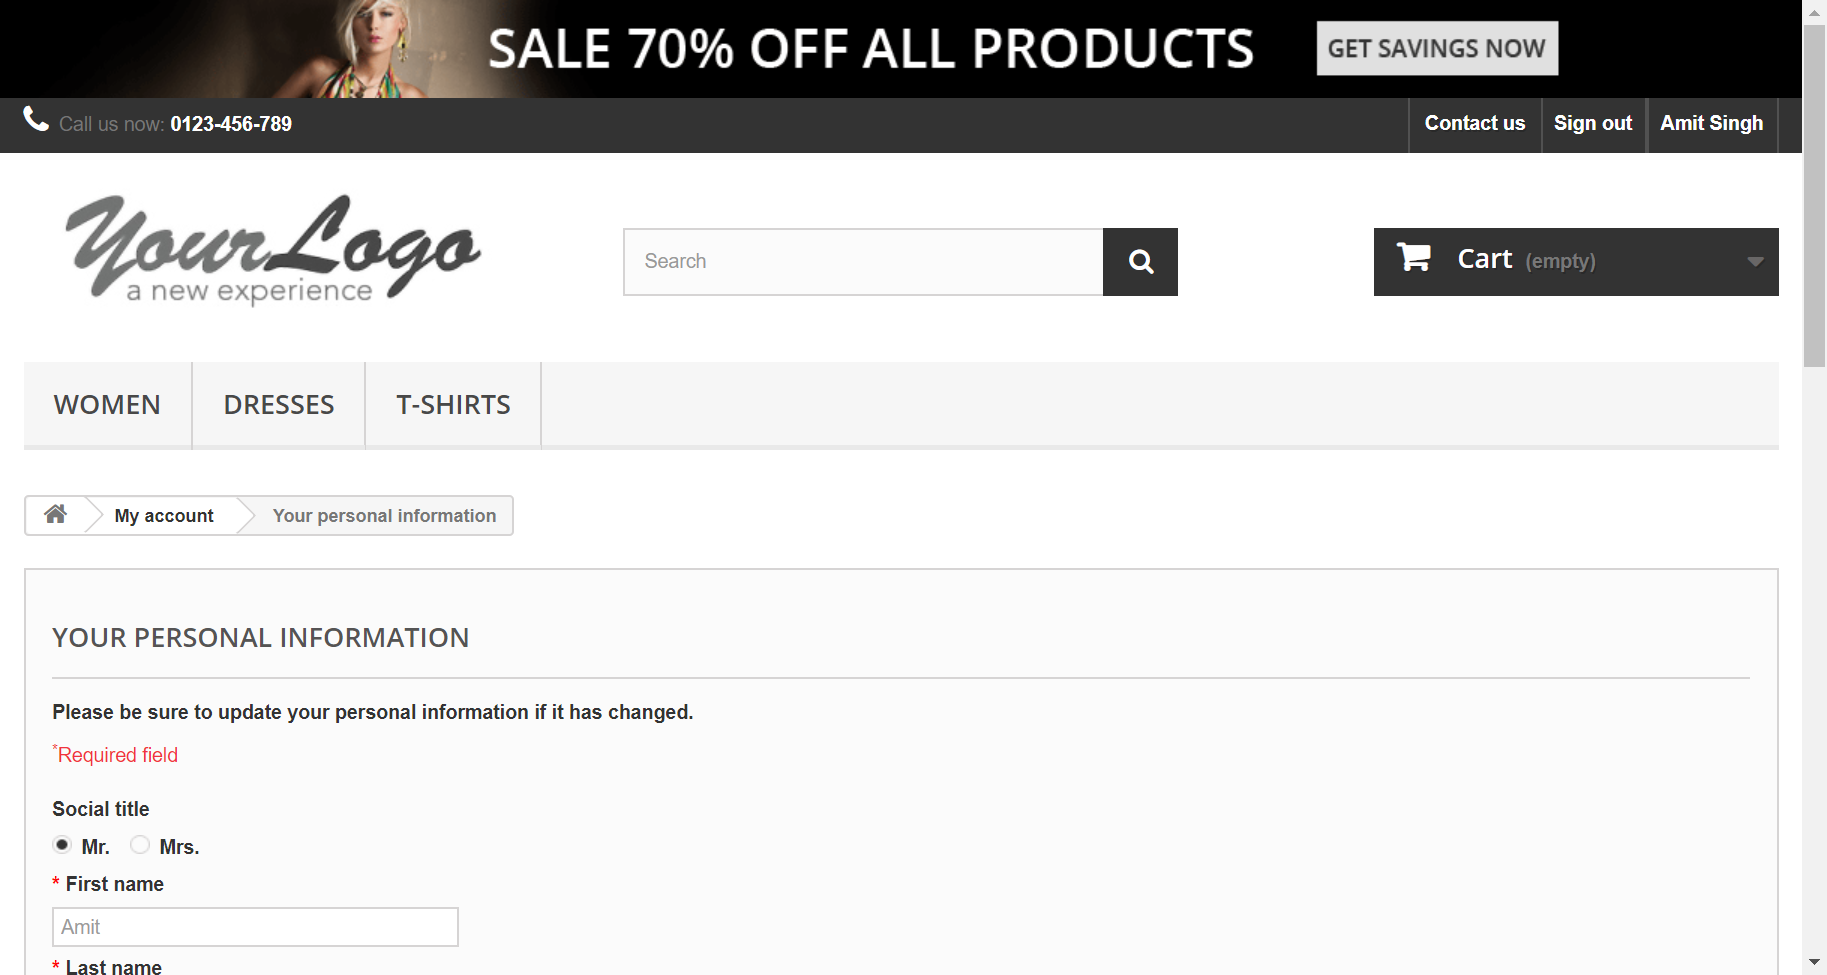 SALE 70% OFF ALL PRODUCTS GET SAVINGS NOW
Call us now: 0123-456-789 Contact us Sign out Amit Singh
YourLogo
a new experience
Search
Cart (empty)
WOMEN DRESSES T-SHIRTS
My account Your personal information
YOUR PERSONAL INFORMATION
Please be sure to update your personal information if it has changed.
*Required field
Social title
Mr. Mrs.
* First name
Amit
* Last name